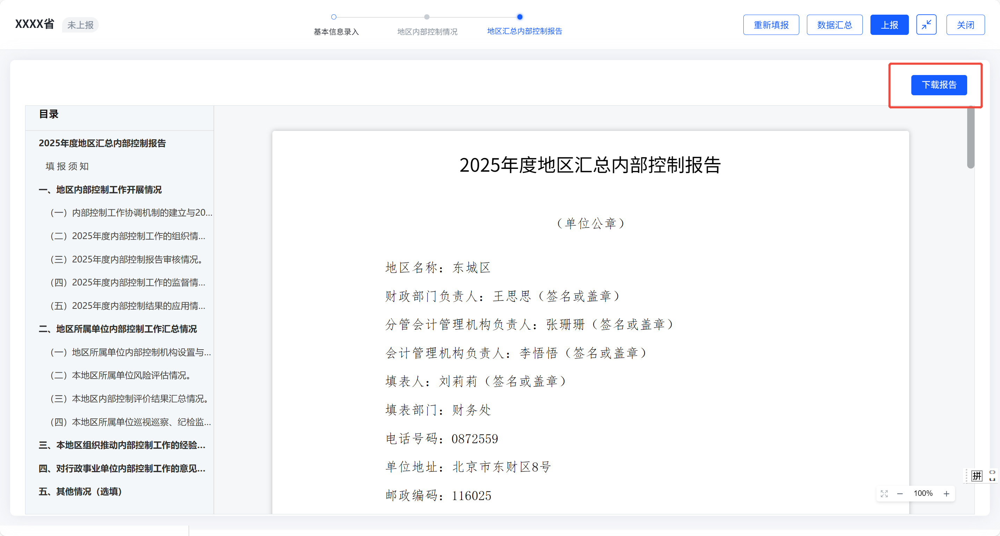 XXXX省
未上报
基本信息录入
地区内部控制情况
地区汇总内部控制报告
重新填报
数据汇总
上报
关闭
下载报告
目录
2025年度地区汇总内部控制报告
填 报 须 知
一、地区内部控制工作开展情况
（一）内部控制工作协调机制的建立与20...
（二）2025年度内部控制工作的组织情...
（三）2025年度内部控制报告审核情况。
（四）2025年度内部控制工作的监督情...
（五）2025年度内部控制结果的应用情...
二、地区所属单位内部控制工作汇总情况
（一）地区所属单位内部控制机构设置与...
（二）本地区所属单位风险评估情况。
（三）本地区内部控制评价结果汇总情况。
（四）本地区所属单位巡视巡察、纪检监...
三、本地区组织推动内部控制工作的经验...
四、对行政事业单位内部控制工作的意见...
五、其他情况（选填）
2025年度地区汇总内部控制报告
（单位公章）
地区名称：东城区
财政部门负责人：王思思（签名或盖章）
分管会计管理机构负责人：张珊珊（签名或盖章）
会计管理机构负责人：李悟悟（签名或盖章）
填表人：刘莉莉（签名或盖章）
填表部门：财务处
电话号码：0872559
单位地址：北京市东财区8号
邮政编码：116025
拼
100%